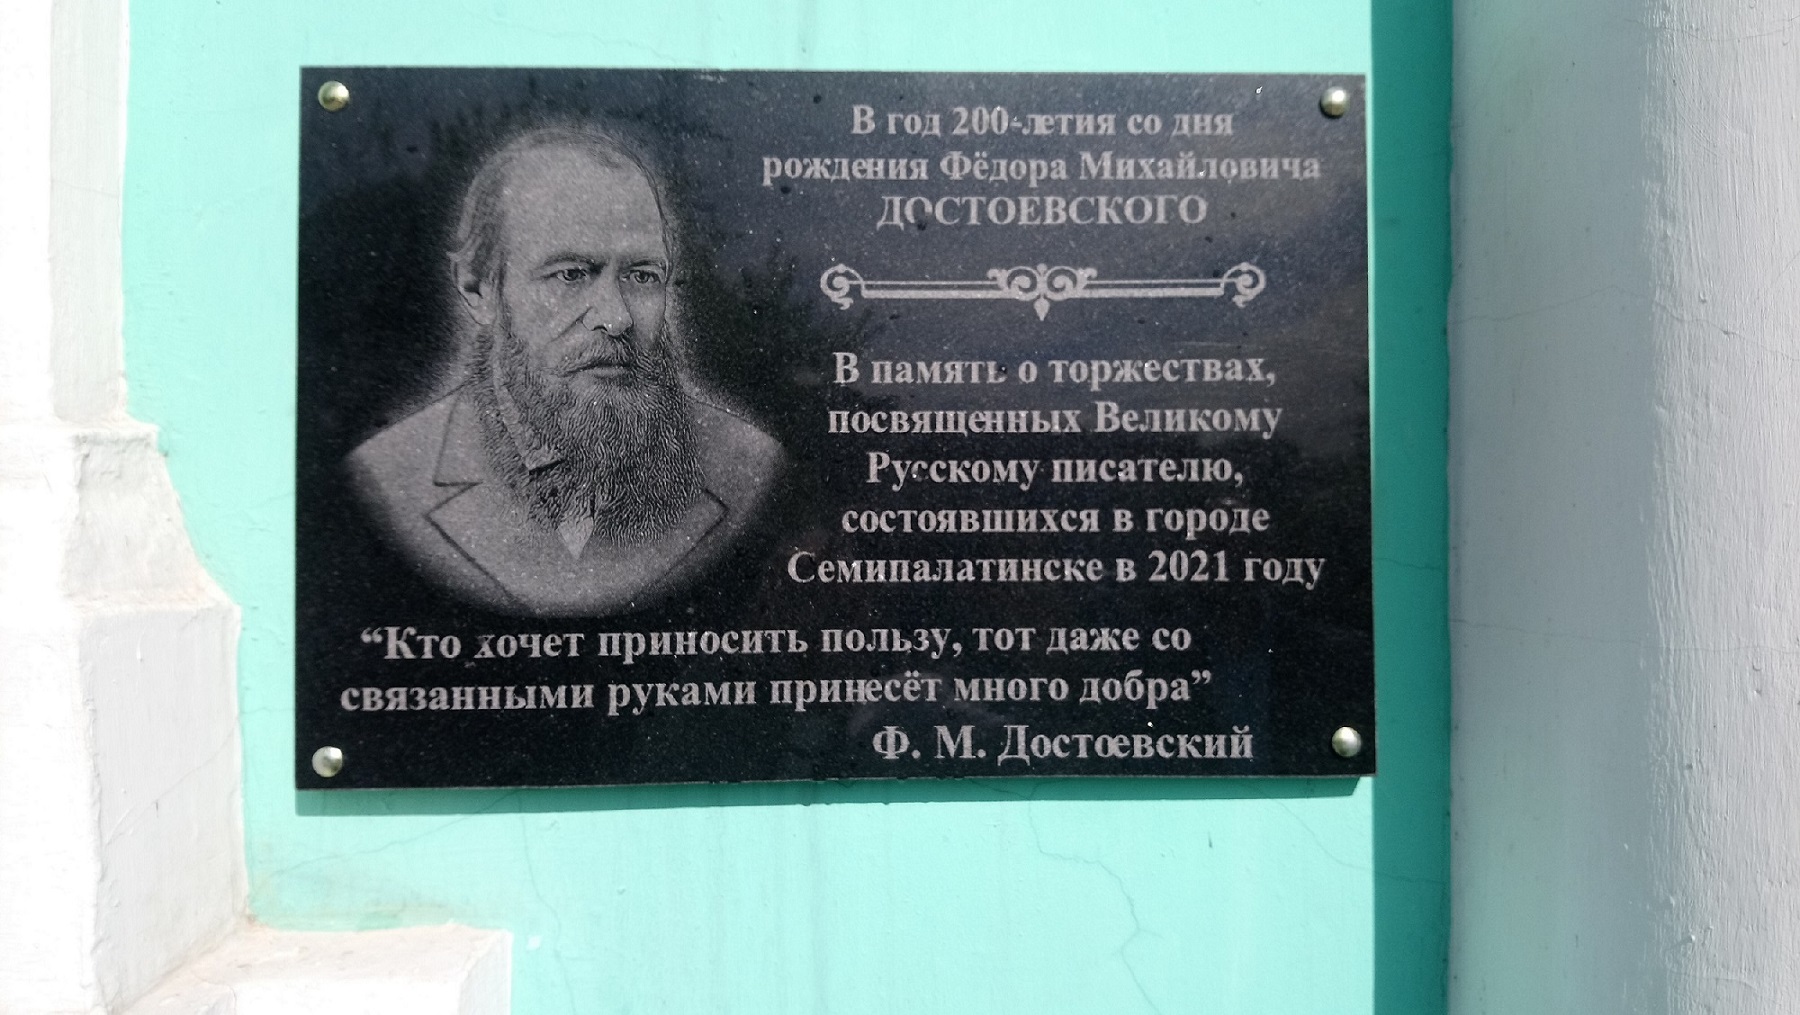 В год 200-летия со дня
рождения Фёдора Михайловича
ДОСТОЕВСКОГО
В память о торжествах,
посвященных Великому
Русскому писателю,
состоявшихся в городе
Семипалатинске в 2021 году
“Кто хочет приносить пользу, тот даже со
связанными руками принесёт много добра”
Ф. М. Достоевский